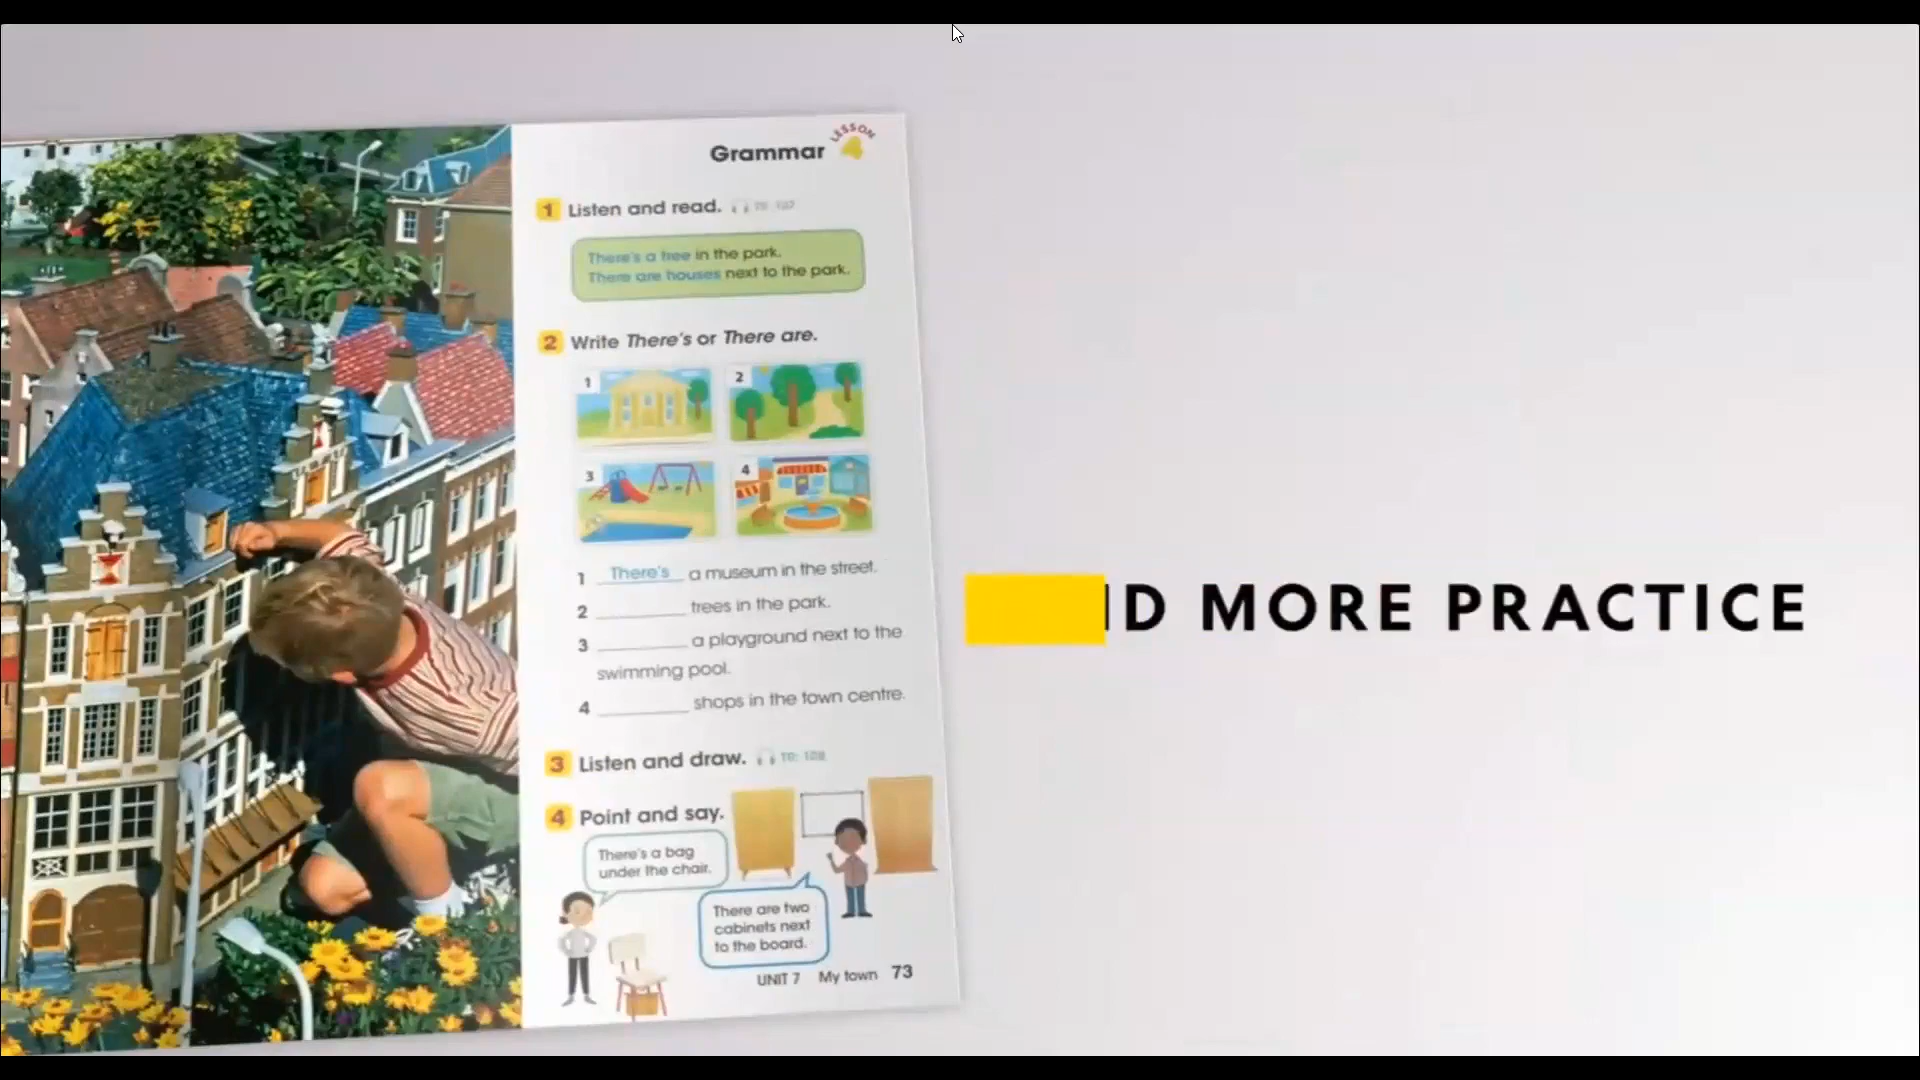 Grammar
LESSON
4
1 Listen and read.
There's a tree in the park.
There are houses next to the park.
2 Write There's or There are.
1
2
3
4
1 There's a museum in the street.
2 ________ trees in the park.
3 ________ a playground next to the
swimming pool.
4 ________ shops in the town centre.
3 Listen and draw.
4 Point and say.
There's a bag
under the chair.
There are two
cabinets next
to the board.
UNIT 7 My town 73
D MORE PRACTICE